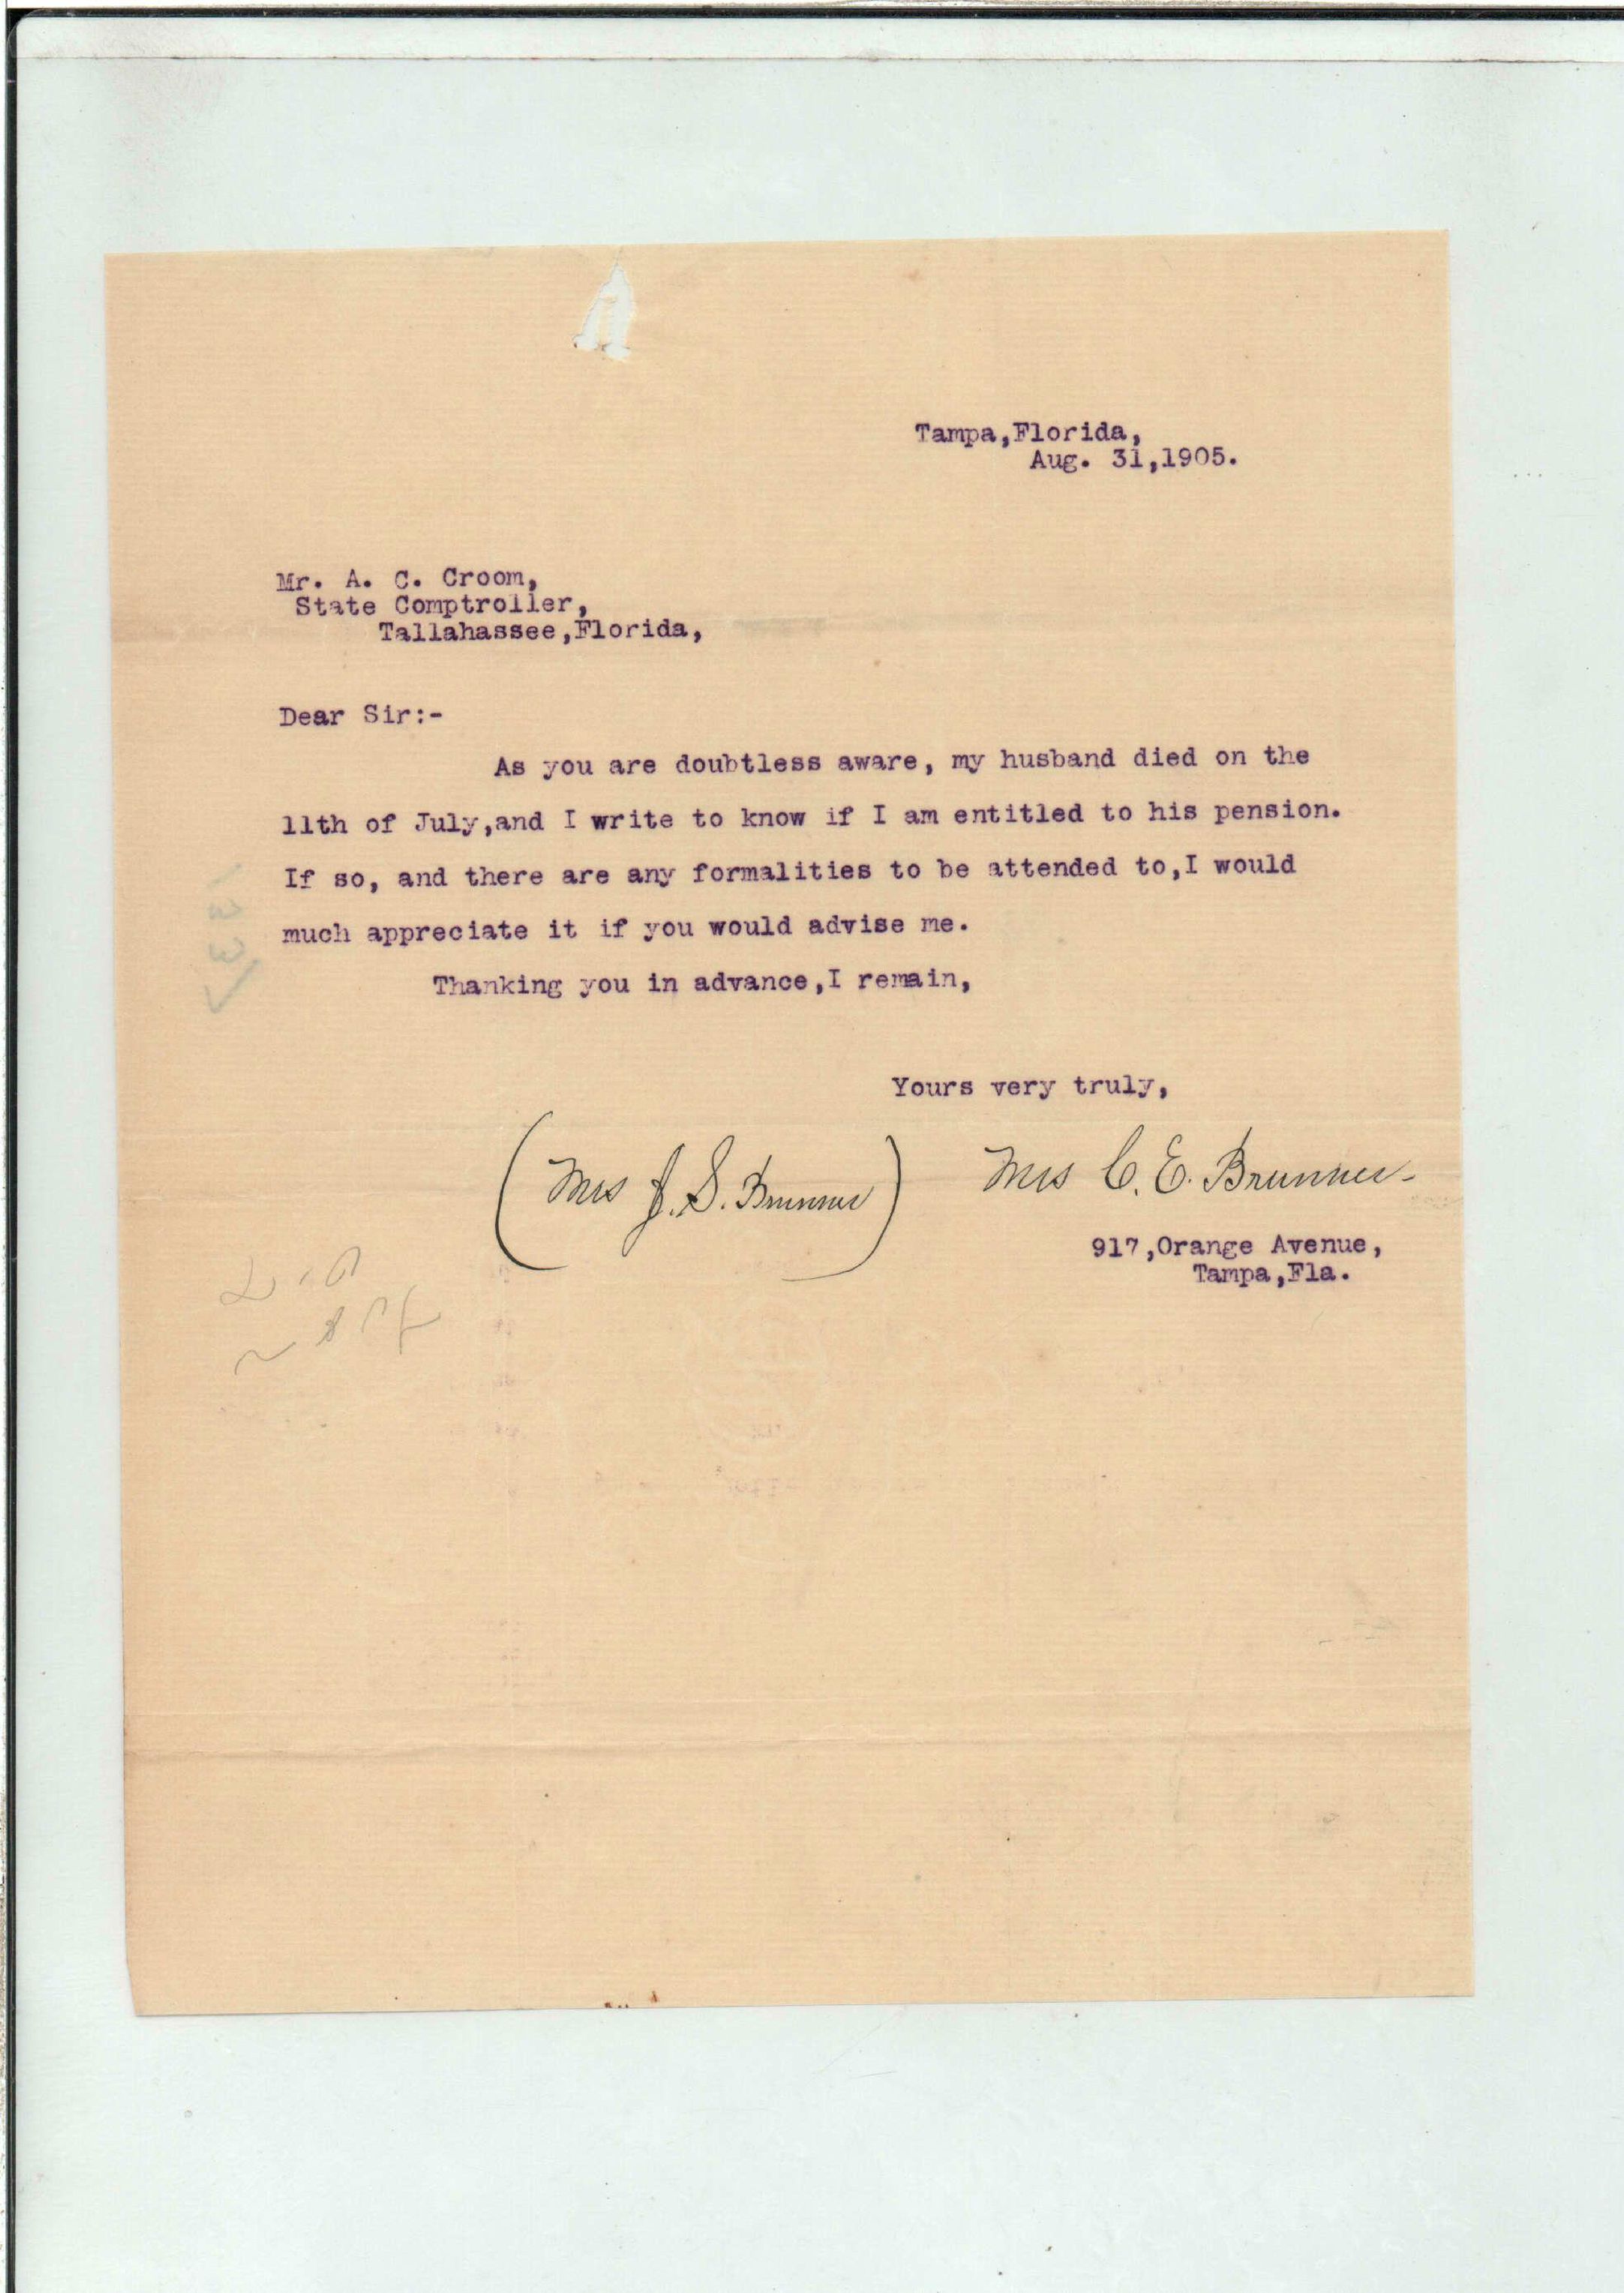 Tampa,Florida,
Aug. 31,1905.
Mr. A. C. Croom,
State Comptroller,
Tallahassee,Florida,
Dear Sir:-
As you are doubtless aware, my husband died on the
11th of July,and I write to know if I am entitled to his pension.
If so, and there are any formalities to be attended to,I would
much appreciate it if you would advise me.
Thanking you in advance,I remain,
Yours very truly,
(Mrs J. S. Brunner) Mrs C. E. Brunner-
917,Orange Avenue,
Tampa,Fla.